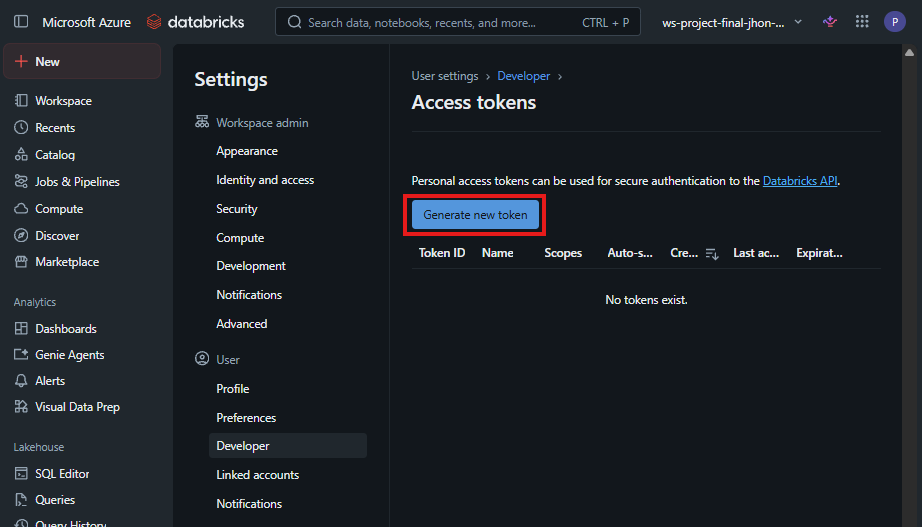 Microsoft Azure
databricks
Search data, notebooks, recents, and more...
CTRL + P
ws-project-final-jhon-...
P
New
Workspace
Recents
Catalog
Jobs & Pipelines
Compute
Discover
Marketplace
Analytics
Dashboards
Genie Agents
Alerts
Visual Data Prep
Lakehouse
SQL Editor
Queries
Query History
Settings
Workspace admin
Appearance
Identity and access
Security
Compute
Development
Notifications
Advanced
User
Profile
Preferences
Developer
Linked accounts
Notifications
User settings › Developer ›
Access tokens
Personal access tokens can be used for secure authentication to the Databricks API.
Generate new token
Token ID Name Scopes Auto-s... Cre... Last ac... Expirat...
No tokens exist.